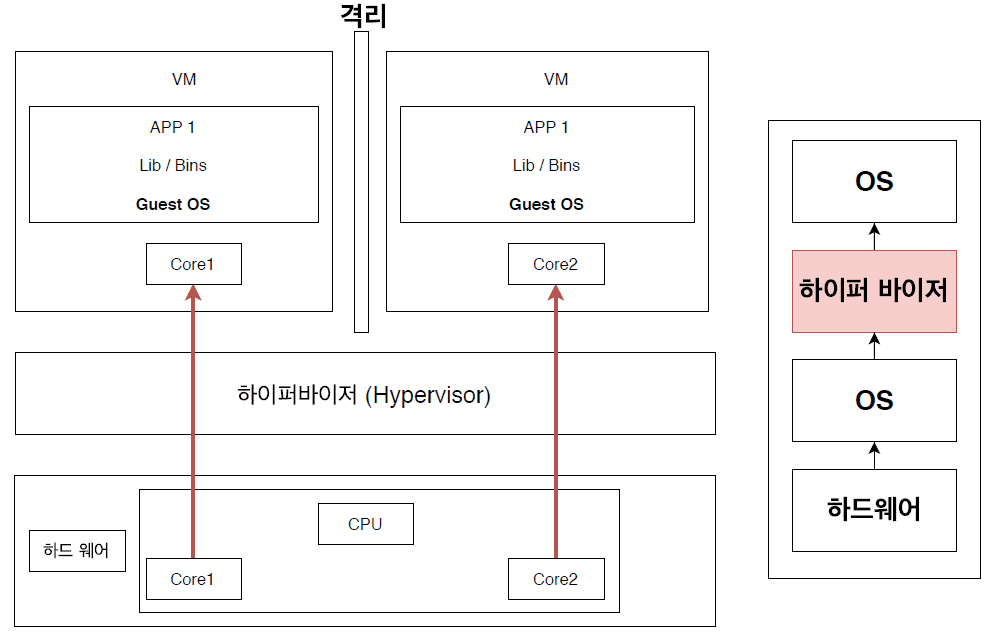 격리
VM
APP 1
Lib / Bins
Guest OS
Core1
VM
APP 1
Lib / Bins
Guest OS
Core2
하이퍼바이저 (Hypervisor)
하드 웨어
CPU
Core1
Core2
OS
하이퍼 바이저
OS
하드웨어